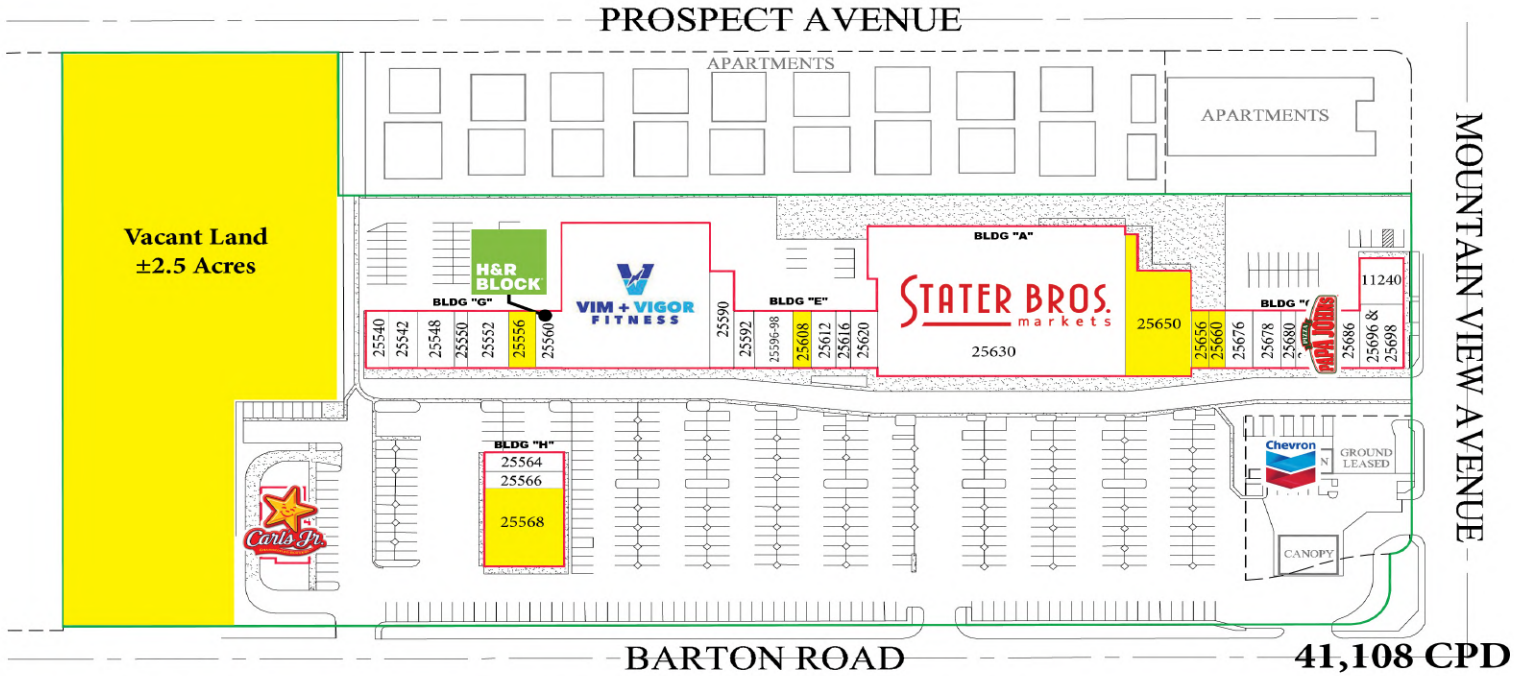 PROSPECT AVENUE
APARTMENTS
APARTMENTS
MOUNTAIN VIEW AVENUE
Vacant Land
±2.5 Acres
H&R
BLOCK
VIM + VIGOR
FITNESS
BLDG "A"
STATER BROS.
markets
25630
BLDG "G"
BLDG "E"
BLDG "
25540
25542
25548
25550
25552
25556
25560
25590
25592
25596-98
25608
25612
25616
25620
25650
25656
25660
25676
25678
25680
PIZZA
PAPA JOHNS
25686
11240
25696 &
25698
BLDG "H"
25564
25566
25568
Carls Jr.
Chevron
N
GROUND
LEASED
CANOPY
BARTON ROAD
41,108 CPD